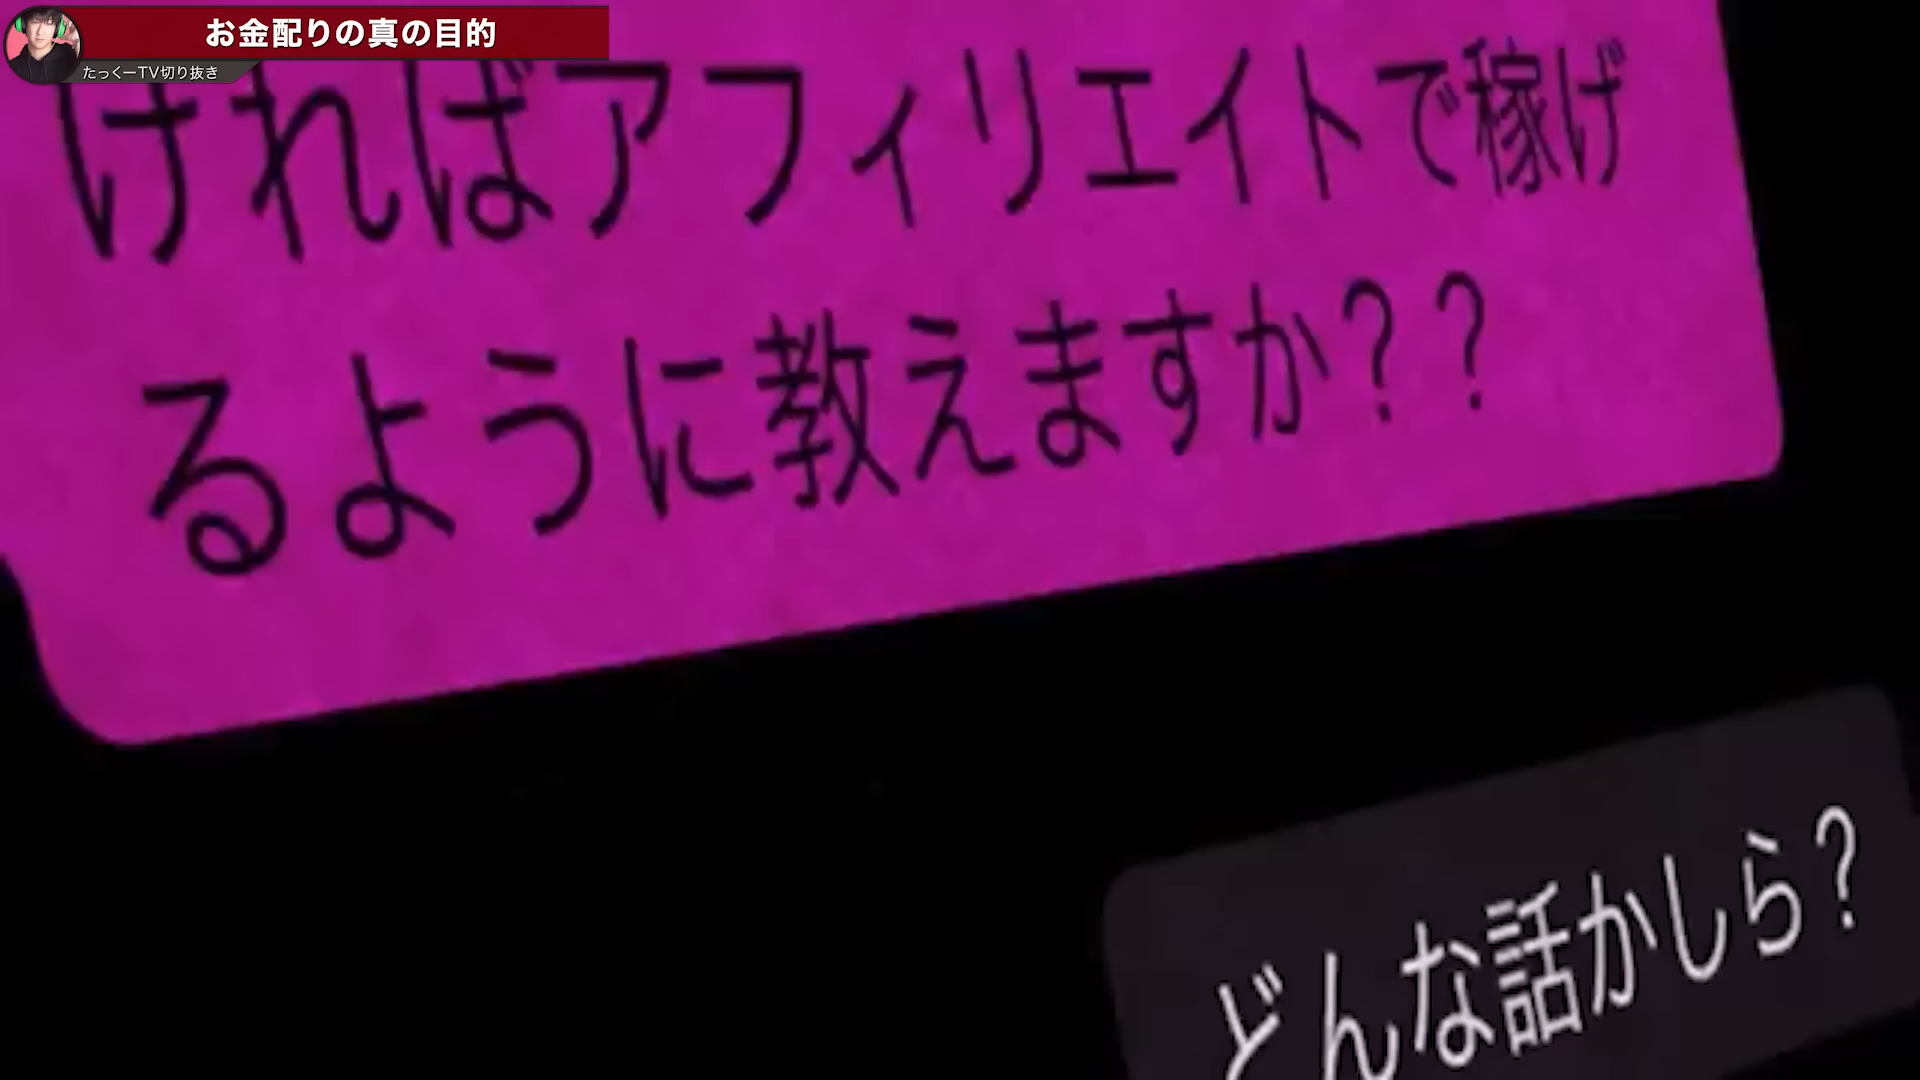 お金配りの真の目的
たっくーTV切り抜き
ければアフィリエイトで稼げ
るように教えますか？？
どんな話かしら？